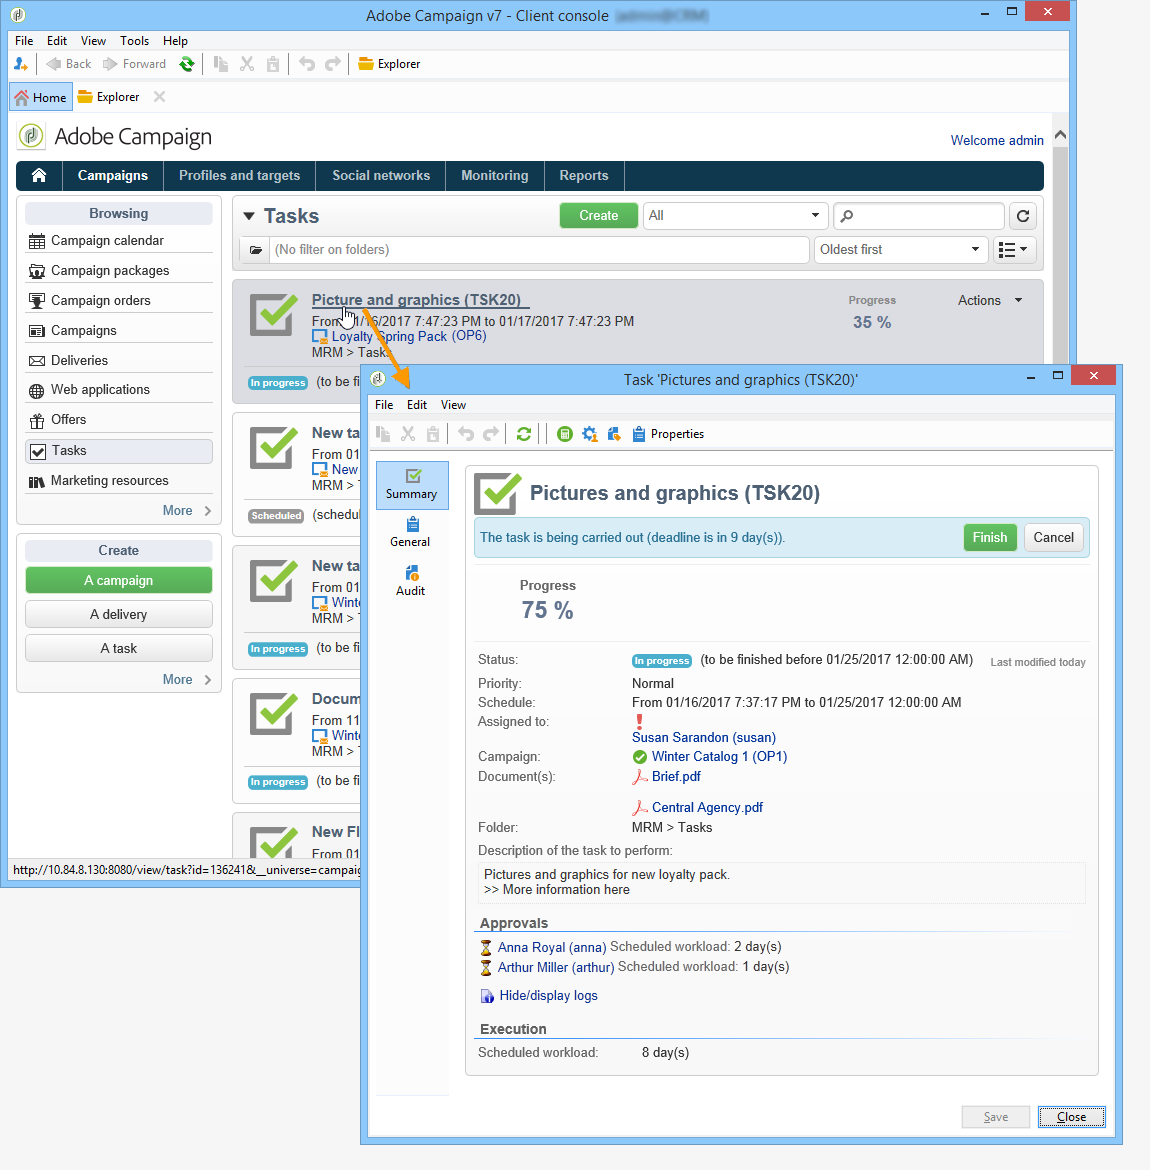 Adobe Campaign v7 - Client console
File Edit View Tools Help
Back Forward Explorer
Home Explorer
Adobe Campaign
Welcome admin
Campaigns Profiles and targets Social networks Monitoring Reports
Browsing
Campaign calendar
Campaign packages
Campaign orders
Campaigns
Deliveries
Web applications
Offers
Tasks
Marketing resources
More
Create
A campaign
A delivery
A task
More
Tasks
Create
All
(No filter on folders)
Oldest first
Picture and graphics (TSK20)
From 01/16/2017 7:47:23 PM to 01/17/2017 7:47:23 PM
Loyalty Spring Pack (OP6)
MRM > Tasks
In progress (to be fi
Progress
35 %
Actions
New ta
From 01
New
MRM >
Scheduled (schedul
New ta
From 01
Winte
MRM >
In progress (to be fi
Docum
From 11
Winte
MRM >
In progress (to be fi
New Fl
From 01
http://10.84.8.130:8080/view/task?id=136241&__universe=campaig
Task 'Pictures and graphics (TSK20)'
File Edit View
Properties
Summary
General
Audit
Pictures and graphics (TSK20)
The task is being carried out (deadline is in 9 day(s)).
Finish Cancel
Progress
75 %
Status: In progress (to be finished before 01/25/2017 12:00:00 AM) Last modified today
Priority: Normal
Schedule: From 01/16/2017 7:37:17 PM to 01/25/2017 12:00:00 AM
Assigned to:
Susan Sarandon (susan)
Campaign: Winter Catalog 1 (OP1)
Document(s): Brief.pdf
Central Agency.pdf
Folder: MRM > Tasks
Description of the task to perform:
Pictures and graphics for new loyalty pack.
>> More information here
Approvals
Anna Royal (anna) Scheduled workload: 2 day(s)
Arthur Miller (arthur) Scheduled workload: 1 day(s)
Hide/display logs
Execution
Scheduled workload: 8 day(s)
Save Close